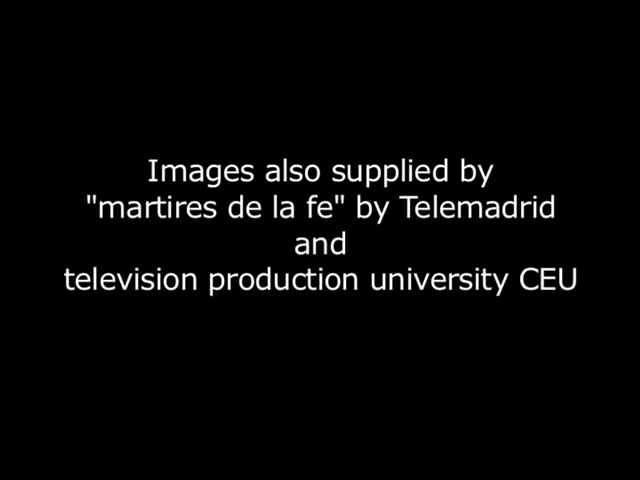 Images also supplied by
"martires de la fe" by Telemadrid
and
television production university CEU